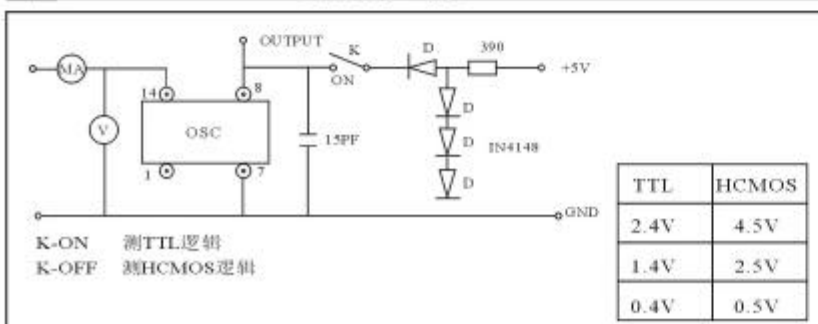 OUTPUT
K
D
390
+5V
ON
MA
14
8
V
OSC
15PF
D
D
IN4148
D
1
7
GND
K-ON 测TTL逻辑
K-OFF 测HCMOS逻辑
TTL HCMOS
2.4V 4.5V
1.4V 2.5V
0.4V 0.5V